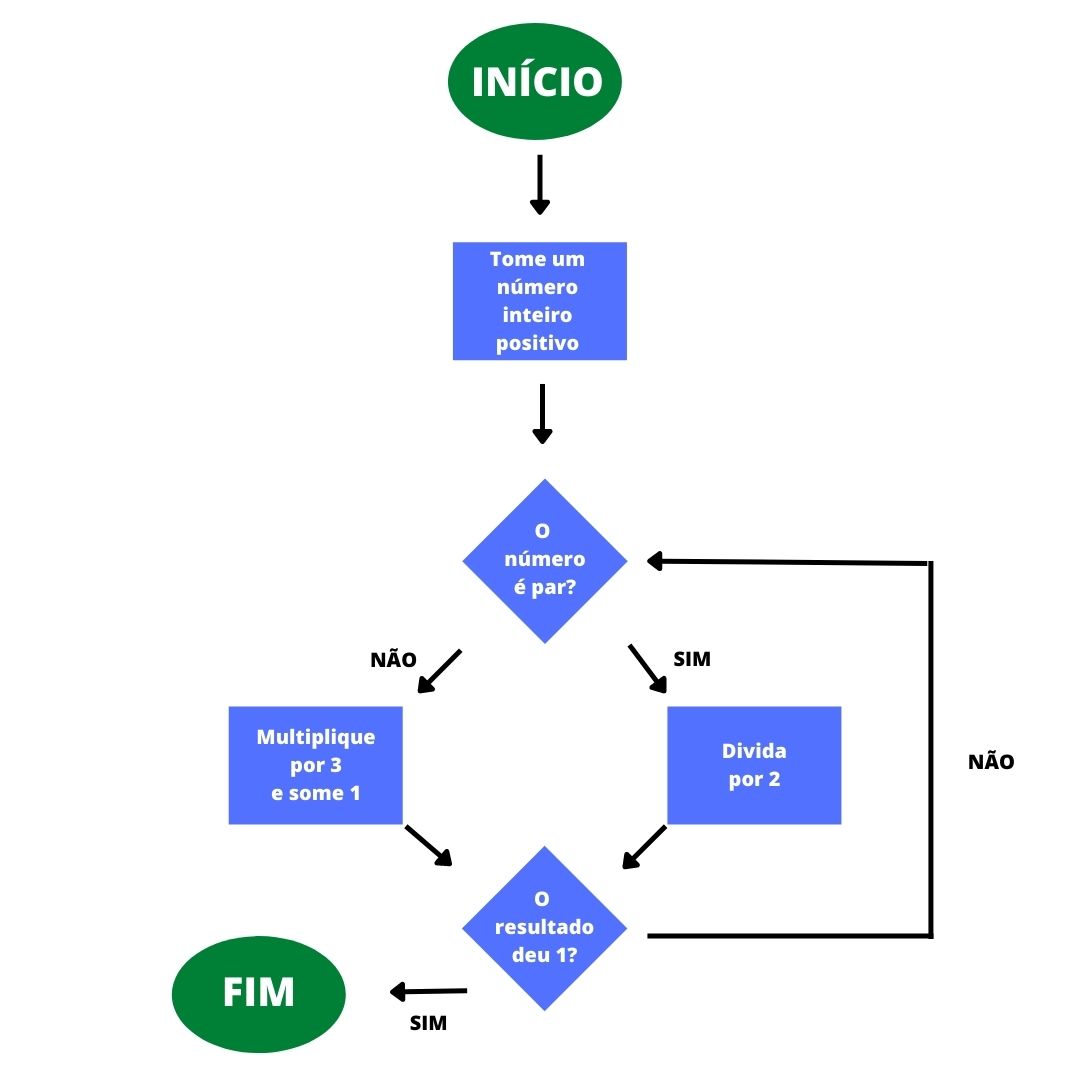 INÍCIO
Tome um
número
inteiro
positivo
O
número
é par?
NÃO
SIM
Multiplique
por 3
e some 1
Divida
por 2
NÃO
O
resultado
deu 1?
FIM
SIM